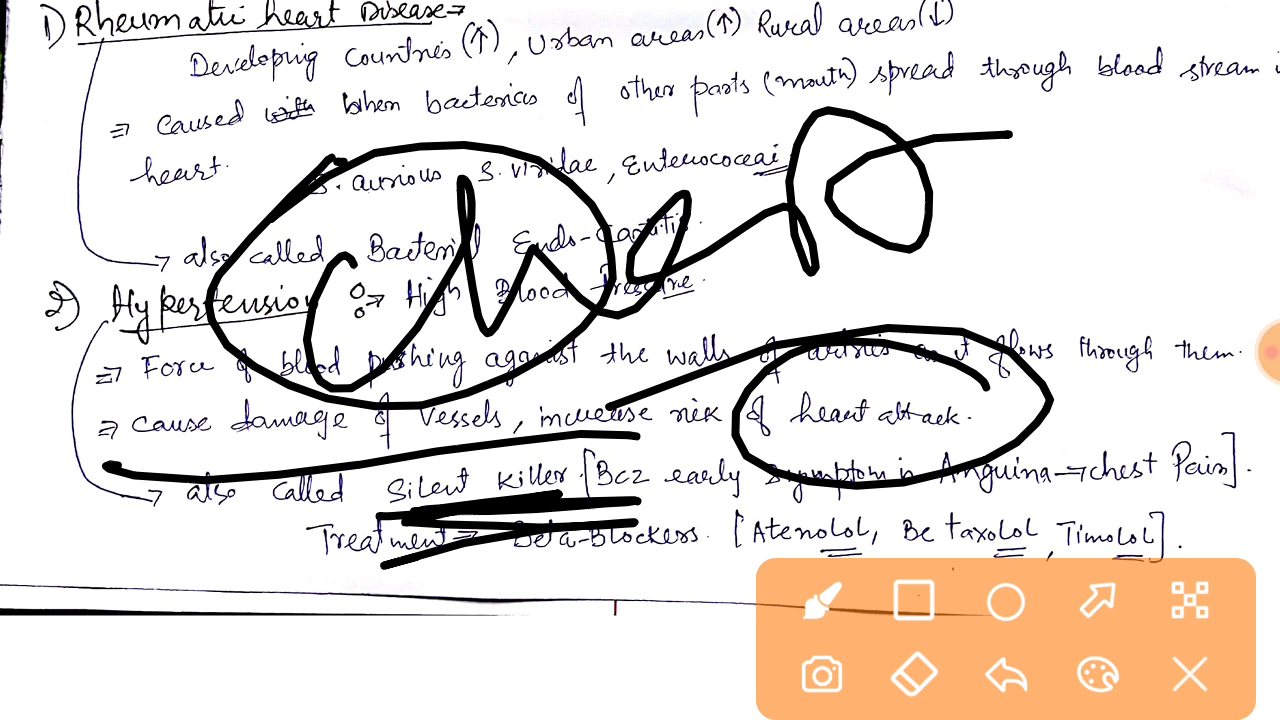 1) Rheumatic heart Disease→
Developing Countries (↑), Urban areas (↑) Rural areas (↓)
⇒ Caused with When bacterias of other parts (mouth) spread through blood stream
heart.
S. aurious S. viridae, Enterococeai
→ also called Bacterial Endo-Carditis.
2) Hypertension :→ High Blood Pressure.
⇒ Force of blood pushing against the walls of arteries as it flows through them.
⇒ cause damage of vessels, increase risk of heart attack.
→ also called Silent Killer. [Bcz early symptom is Anguina→chest Pain].
Treatment→ Beta-Blockers. [AtenoLoL, Be taxoLoL, TimoLoL].